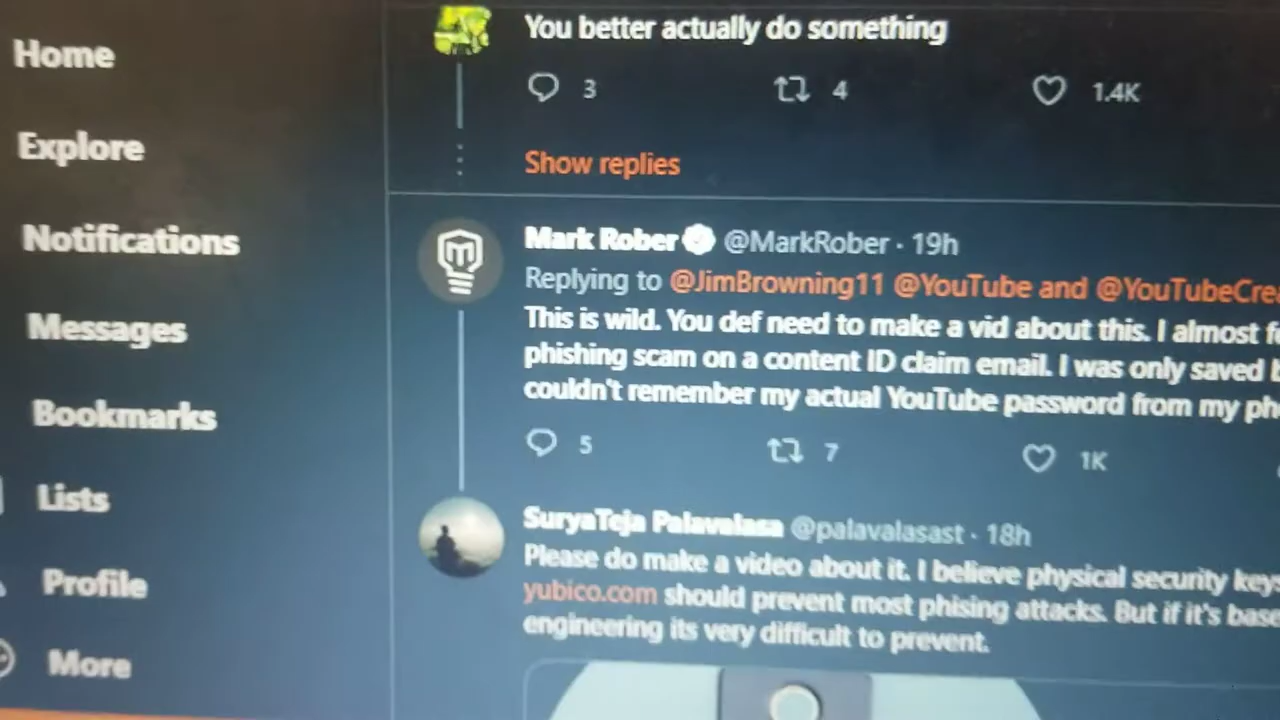 Home
Explore
Notifications
Messages
Bookmarks
Lists
Profile
More
You better actually do something
3 4 1.4K
Show replies
Mark Rober @MarkRober · 19h
Replying to @JimBrowning11 @YouTube and @YouTubeCre
This is wild. You def need to make a vid about this. I almost
phishing scam on a content ID claim email. I was only saved
couldn't remember my actual YouTube password from my
5 7 1K
SuryaTeja Palavalasa @palavalasast · 18h
Please do make a video about it. I believe physical security keys
yubico.com should prevent most phising attacks. But if it's base
engineering its very difficult to prevent.